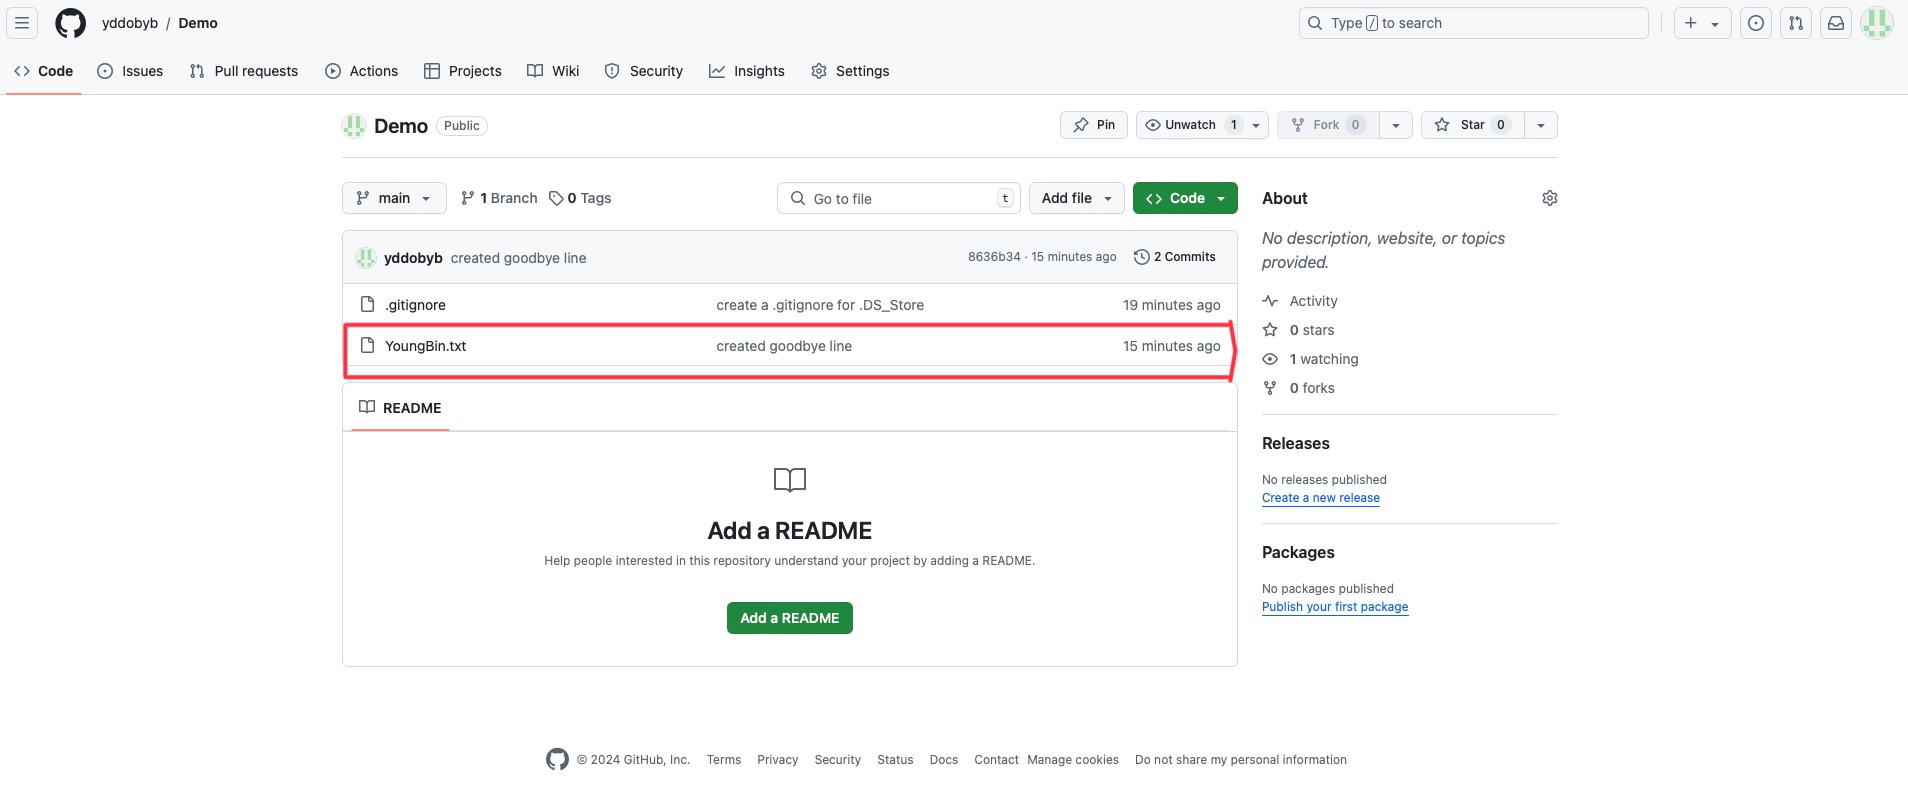 yddobyb / Demo
Type / to search
Code Issues Pull requests Actions Projects Wiki Security Insights Settings
Demo Public
Pin Unwatch 1 Fork 0 Star 0
main 1 Branch 0 Tags Go to file t Add file Code
yddobyb created goodbye line 8636b34 · 15 minutes ago 2 Commits
.gitignore create a .gitignore for .DS_Store 19 minutes ago
YoungBin.txt created goodbye line 15 minutes ago
README
Add a README
Help people interested in this repository understand your project by adding a README.
Add a README
About
No description, website, or topics
provided.
Activity
0 stars
1 watching
0 forks
Releases
No releases published
Create a new release
Packages
No packages published
Publish your first package
© 2024 GitHub, Inc. Terms Privacy Security Status Docs Contact Manage cookies Do not share my personal information